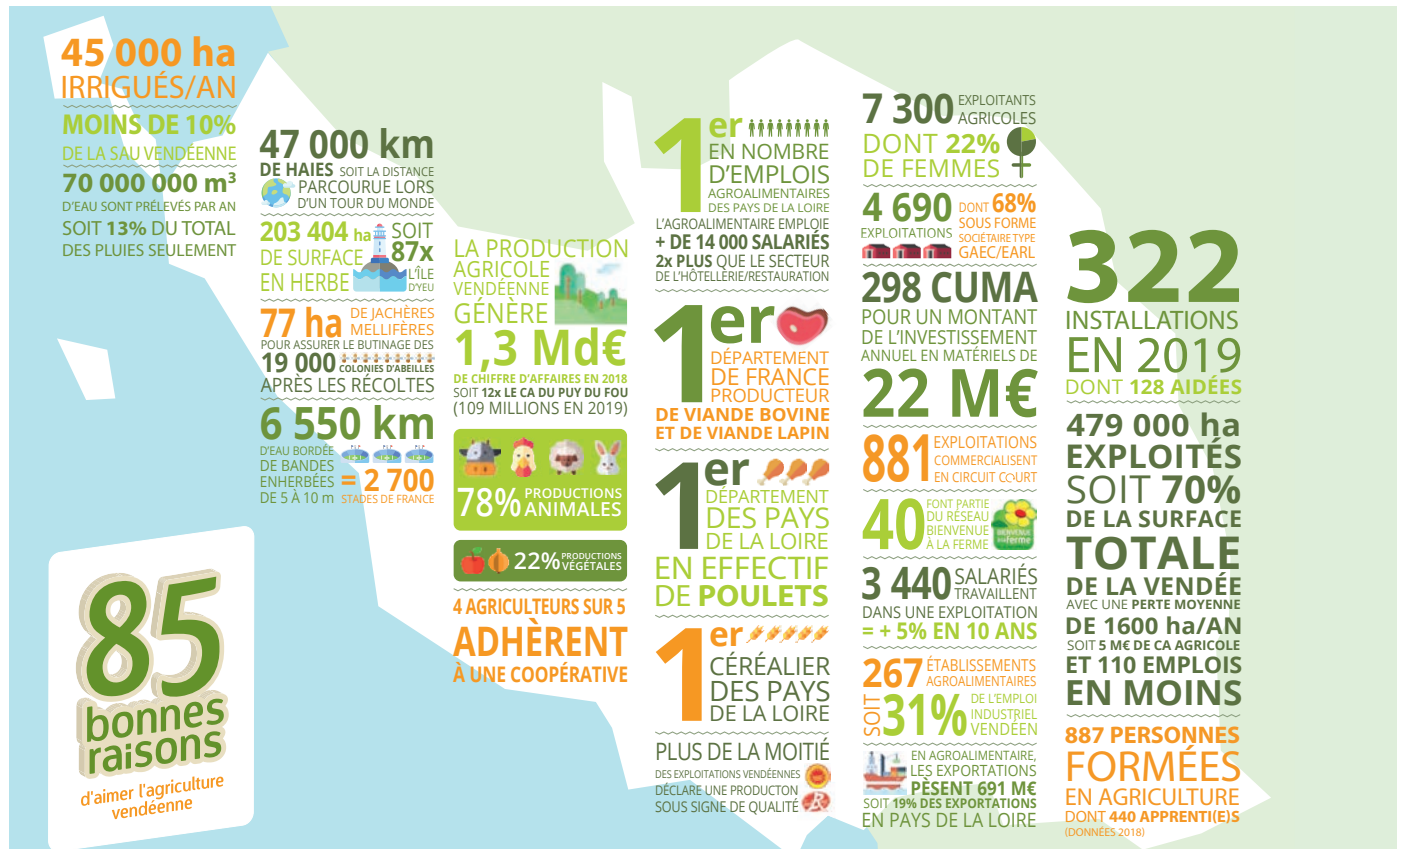 45 000 ha
IRRIGUÉS/AN
MOINS DE 10%
DE LA SAU VENDÉENNE
70 000 000 m³
D'EAU SONT PRÉLEVÉS PAR AN
SOIT 13% DU TOTAL
DES PLUIES SEULEMENT
47 000 km
DE HAIES SOIT LA DISTANCE
PARCOURUE LORS
D'UN TOUR DU MONDE
203 404 ha SOIT
DE SURFACE 87x
EN HERBE L'ÎLE
D'YEU
77 ha DE JACHÈRES
MELLIFÈRES
POUR ASSURER LE BUTINAGE DES
19 000 COLONIES D'ABEILLES
APRÈS LES RÉCOLTES
6 550 km
D'EAU BORDÉE
DE BANDES
ENHERBÉES = 2 700
DE 5 À 10 m STADES DE FRANCE
85
bonnes
raisons
d'aimer l'agriculture
vendéenne
LA PRODUCTION
AGRICOLE
VENDÉENNE
GÉNÈRE
1,3 Md€
DE CHIFFRE D'AFFAIRES EN 2018
SOIT 12x LE CA DU PUY DU FOU
(109 MILLIONS EN 2019)
78% PRODUCTIONS
ANIMALES
22% PRODUCTIONS
VÉGÉTALES
4 AGRICULTEURS SUR 5
ADHÈRENT
À UNE COOPÉRATIVE
1er
EN NOMBRE
D'EMPLOIS
AGROALIMENTAIRES
DES PAYS DE LA LOIRE
L'AGROALIMENTAIRE EMPLOIE
+ DE 14 000 SALARIÉS
2x PLUS QUE LE SECTEUR
DE L'HÔTELLERIE/RESTAURATION
1er
DÉPARTEMENT
DE FRANCE
PRODUCTEUR
DE VIANDE BOVINE
ET DE VIANDE LAPIN
1er
DÉPARTEMENT
DES PAYS
DE LA LOIRE
EN EFFECTIF
DE POULETS
1er
CÉRÉALIER
DES PAYS
DE LA LOIRE
PLUS DE LA MOITIÉ
DES EXPLOITATIONS VENDÉENNES
DÉCLARE UNE PRODUCTON
SOUS SIGNE DE QUALITÉ
7 300 EXPLOITANTS
AGRICOLES
DONT 22%
DE FEMMES
4 690 DONT 68%
EXPLOITATIONS SOUS FORME
SOCIÉTAIRE TYPE
GAEC/EARL
298 CUMA
POUR UN MONTANT
DE L'INVESTISSEMENT
ANNUEL EN MATÉRIELS DE
22 M€
881 EXPLOITATIONS
COMMERCIALISENT
EN CIRCUIT COURT
40 FONT PARTIE
DU RÉSEAU
BIENVENUE
À LA FERME
BIENVENUE
à la ferme
3 440 SALARIÉS
TRAVAILLENT
DANS UNE EXPLOITATION
= + 5% EN 10 ANS
267 ÉTABLISSEMENTS
AGROALIMENTAIRES
SOIT 31% DE L'EMPLOI
INDUSTRIEL
VENDÉEN
EN AGROALIMENTAIRE,
LES EXPORTATIONS
PÈSENT 691 M€
SOIT 19% DES EXPORTATIONS
EN PAYS DE LA LOIRE
322
INSTALLATIONS
EN 2019
DONT 128 AIDÉES
479 000 ha
EXPLOITÉS
SOIT 70%
DE LA SURFACE
TOTALE
DE LA VENDÉE
AVEC UNE PERTE MOYENNE
DE 1600 ha/AN
SOIT 5 M€ DE CA AGRICOLE
ET 110 EMPLOIS
EN MOINS
887 PERSONNES
FORMÉES
EN AGRICULTURE
DONT 440 APPRENTI(E)S
(DONNÉES 2018)